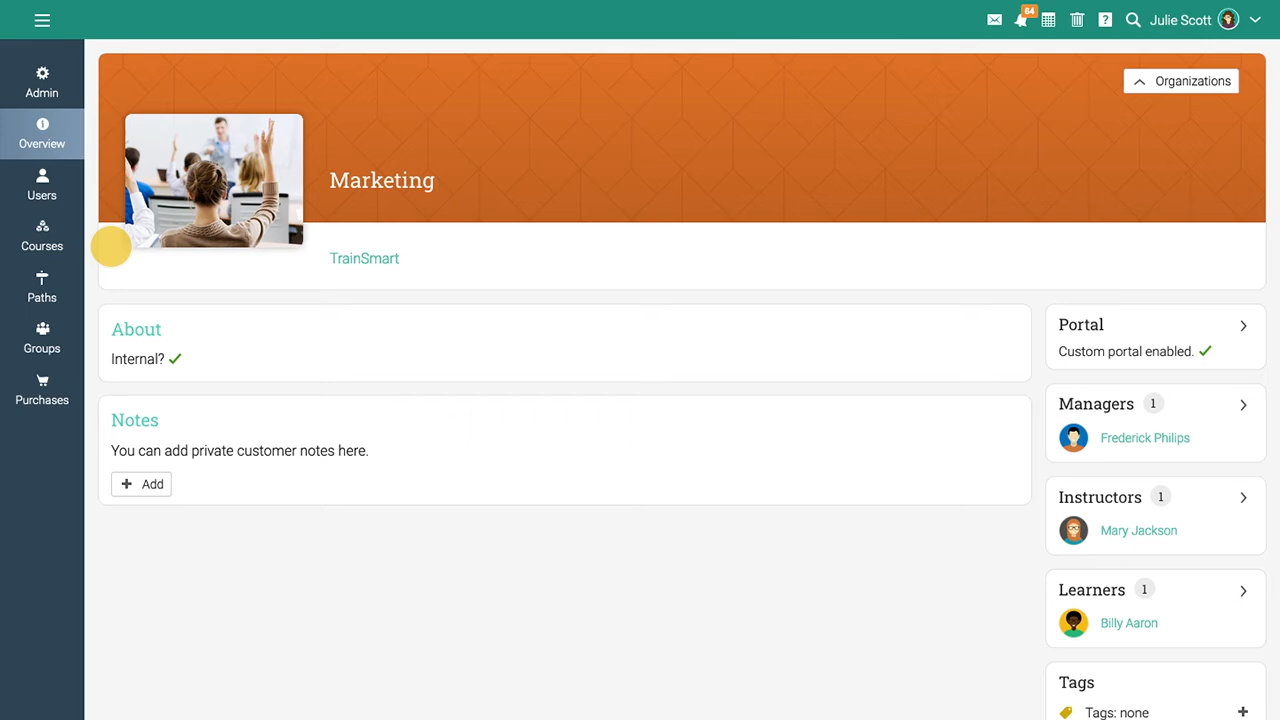 64
Julie Scott
Admin
Overview
Users
Courses
Paths
Groups
Purchases
Organizations
Marketing
TrainSmart
About
Internal?
Notes
You can add private customer notes here.
Add
Portal
Custom portal enabled.
Managers 1
Frederick Philips
Instructors 1
Mary Jackson
Learners 1
Billy Aaron
Tags
Tags: none